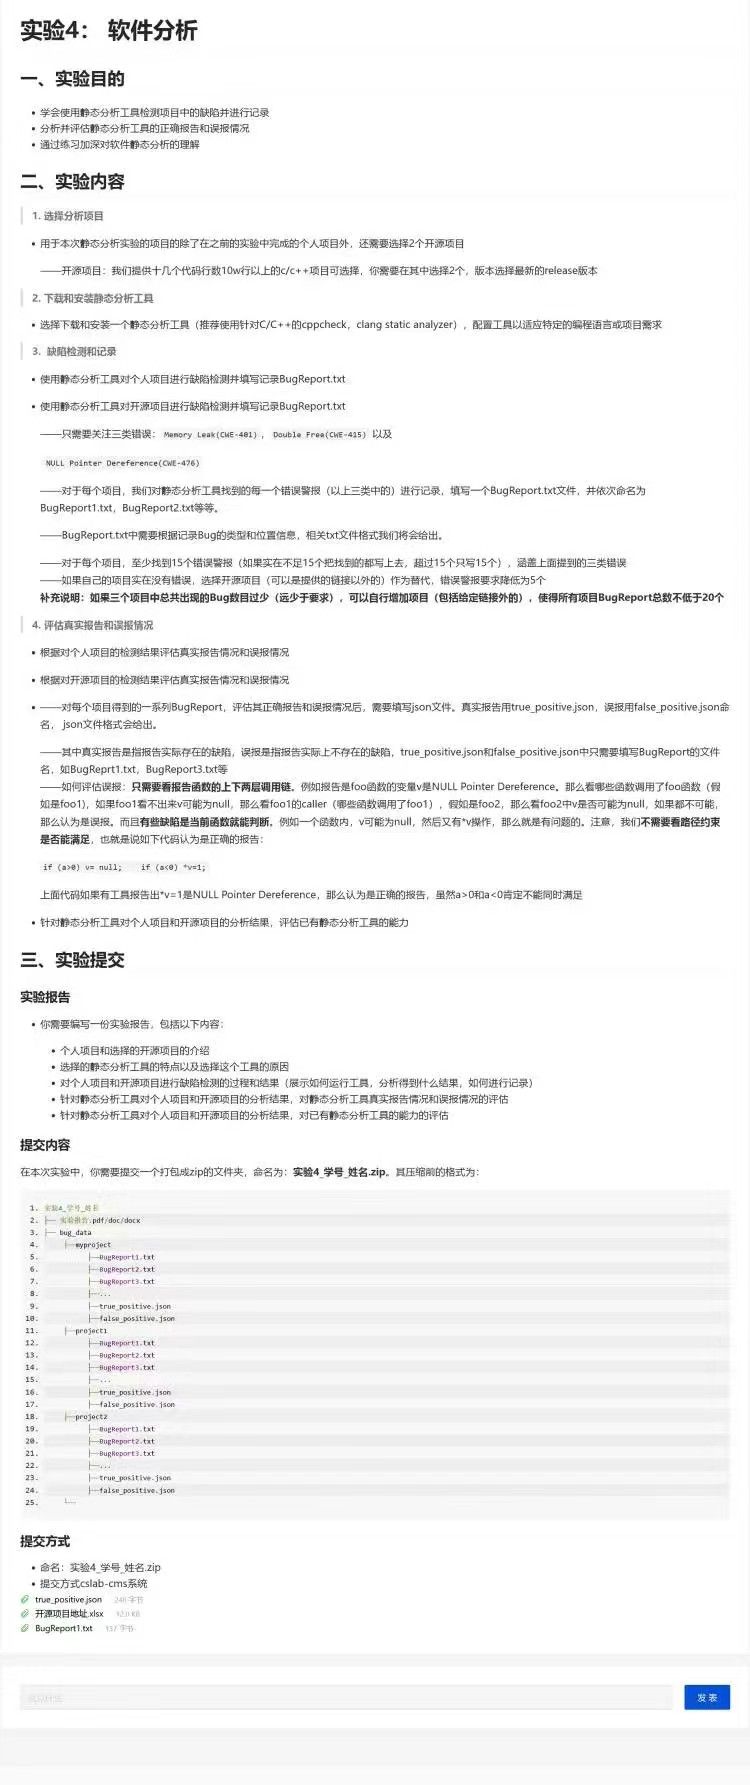 实验4： 软件分析
一、实验目的
• 学会使用静态分析工具检测项目中的缺陷并进行记录
• 分析并评估静态分析工具的正确报告和误报情况
• 通过练习加深对软件静态分析的理解
二、实验内容
1. 选择分析项目
• 用于本次静态分析实验的项目的除了在之前的实验中完成的个人项目外，还需要选择2个开源项目
——开源项目：我们提供十几个代码行数10w行以上的c/c++项目可选择，你需要在其中选择2个，版本选择最新的release版本
2. 下载和安装静态分析工具
• 选择下载和安装一个静态分析工具（推荐使用针对C/C++的cppcheck，clang static analyzer），配置工具以适应特定的编程语言或项目需求
3. 缺陷检测和记录
• 使用静态分析工具对个人项目进行缺陷检测并填写记录BugReport.txt
• 使用静态分析工具对开源项目进行缺陷检测并填写记录BugReport.txt
——只需要关注三类错误： Memory Leak(CWE-401) ， Double Free(CWE-415) 以及
NULL Pointer Dereference(CWE-476)
——对于每个项目，我们对静态分析工具找到的每一个错误警报（以上三类中的）进行记录，填写一个BugReport.txt文件，并依次命名为
BugReport1.txt，BugReport2.txt等等。
——BugReport.txt中需要根据记录Bug的类型和位置信息，相关txt文件格式我们将会给出。
——对于每个项目，至少找到15个错误警报（如果实在不足15个把找到的都写上去，超过15个只写15个），涵盖上面提到的三类错误
——如果自己的项目实在没有错误，选择开源项目（可以是提供的链接以外的）作为替代，错误警报要求降低为5个
补充说明：如果三个项目中总共出现的Bug数目过少（远少于要求），可以自行增加项目（包括给定链接外的），使得所有项目BugReport总数不低于20个
4. 评估真实报告和误报情况
• 根据对个人项目的检测结果评估真实报告情况和误报情况
• 根据对开源项目的检测结果评估真实报告情况和误报情况
• ——对每个项目得到的一系列BugReport，评估其正确报告和误报情况后，需要填写json文件。真实报告用true_positive.json，误报用false_positive.json命
名， json文件格式会给出。
——其中真实报告是指报告实际存在的缺陷，误报是指报告实际上不存在的缺陷，true_positive.json和false_positive.json中只需要填写BugReport的文件
名，如BugReprt1.txt，BugReport3.txt等
——如何评估误报：只需要看报告函数的上下两层调用链。例如报告是foo函数的变量v是NULL Pointer Dereference。那么看哪些函数调用了foo函数（假
如是foo1)，如果foo1看不出来v可能为null，那么看foo1的caller（哪些函数调用了foo1），假如是foo2，那么看foo2中v是否可能为null，如果都不可能，
那么认为是误报。而且有些缺陷是当前函数就能判断。例如一个函数内，v可能为null，然后又有*v操作，那么就是有问题的。注意，我们不需要看路径约束
是否能满足，也就是说如下代码认为是正确的报告：
if (a>0) v= null; if (a<0) *v=1;
上面代码如果有工具报告出*v=1是NULL Pointer Dereference，那么认为是正确的报告，虽然a>0和a<0肯定不能同时满足
• 针对静态分析工具对个人项目和开源项目的分析结果，评估已有静态分析工具的能力
三、实验提交
实验报告
• 你需要编写一份实验报告，包括以下内容：
• 个人项目和选择的开源项目的介绍
• 选择的静态分析工具的特点以及选择这个工具的原因
• 对个人项目和开源项目进行缺陷检测的过程和结果（展示如何运行工具，分析得到什么结果，如何进行记录）
• 针对静态分析工具对个人项目和开源项目的分析结果，对静态分析工具真实报告情况和误报情况的评估
• 针对静态分析工具对个人项目和开源项目的分析结果，对已有静态分析工具的能力的评估
提交内容
在本次实验中，你需要提交一个打包成zip的文件夹，命名为：实验4_学号_姓名.zip。其压缩前的格式为：
1. 实验4_学号_姓名
2. ├── 实验报告.pdf/doc/docx
3. ├── bug_data
4. ├──myproject
5. ├──BugReport1.txt
6. ├──BugReport2.txt
7. ├──BugReport3.txt
8. ├──...
9. ├──true_positive.json
10. ├──false_positive.json
11. ├──project1
12. ├──BugReport1.txt
13. ├──BugReport2.txt
14. ├──BugReport3.txt
15. ├──...
16. ├──true_positive.json
17. ├──false_positive.json
18. ├──project2
19. ├──BugReport1.txt
20. ├──BugReport2.txt
21. ├──BugReport3.txt
22. ├──...
23. ├──true_positive.json
24. ├──false_positive.json
25. └──
提交方式
• 命名：实验4_学号_姓名.zip
• 提交方式cslab-cms系统
true_positive.json 246 字节
开源项目地址.xlsx 12.0 KB
BugReport1.txt 137 字节
发 表